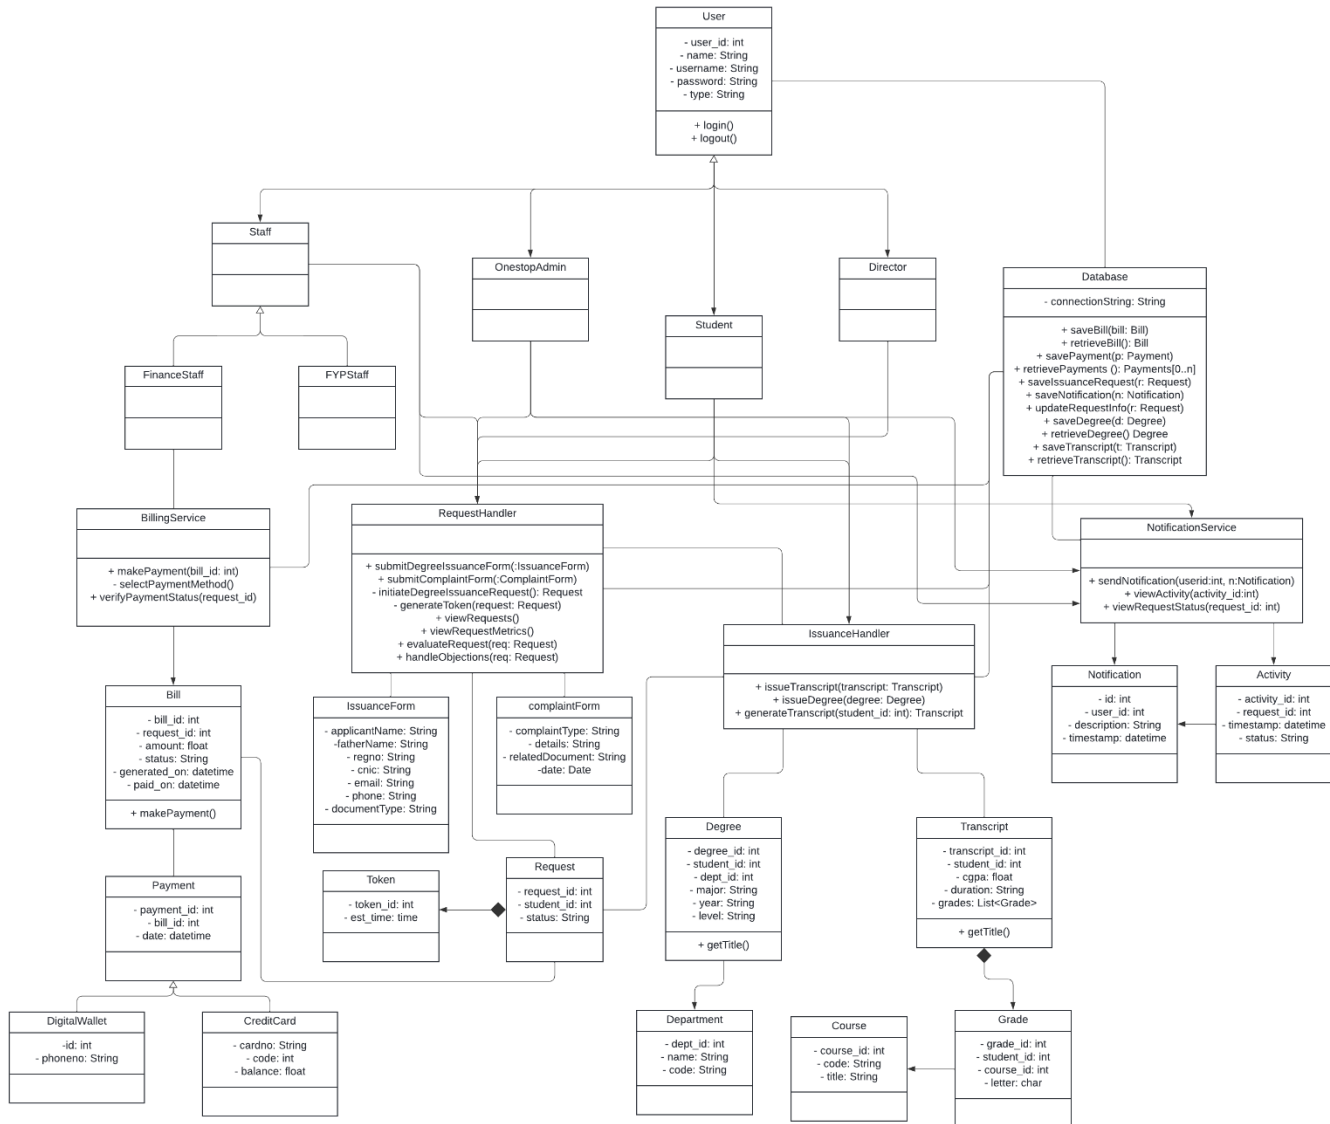 User
- user_id: int
- name: String
- username: String
- password: String
- type: String
+ login()
+ logout()
Staff
OnestopAdmin
Director
Student
Database
- connectionString: String
+ saveBill(bill: Bill)
+ retrieveBill(): Bill
+ savePayment(p: Payment)
+ retrievePayments (): Payments[0..n]
+ saveIssuanceRequest(r: Request)
+ saveNotification(n: Notification)
+ updateRequestInfo(r: Request)
+ saveDegree(d: Degree)
+ retrieveDegree() Degree
+ saveTranscript(t: Transcript)
+ retrieveTranscript(): Transcript
FinanceStaff
FYPStaff
BillingService
+ makePayment(bill_id: int)
- selectPaymentMethod()
+ verifyPaymentStatus(request_id)
RequestHandler
+ submitDegreeIssuanceForm(:IssuanceForm)
+ submitComplaintForm(:ComplaintForm)
- initiateDegreeIssuanceRequest(): Request
- generateToken(request: Request)
+ viewRequests()
+ viewRequestMetrics()
+ evaluateRequest(req: Request)
+ handleObjections(req: Request)
NotificationService
+ sendNotification(userid:int, n:Notification)
+ viewActivity(activity_id:int)
+ viewRequestStatus(request_id: int)
IssuanceHandler
+ issueTranscript(transcript: Transcript)
+ issueDegree(degree: Degree)
+ generateTranscript(student_id: int): Transcript
Notification
- id: int
- user_id: int
- description: String
- timestamp: datetime
Activity
- activity_id: int
- request_id: int
- timestamp: datetime
- status: String
Bill
- bill_id: int
- request_id: int
- amount: float
- status: String
- generated_on: datetime
- paid_on: datetime
+ makePayment()
IssuanceForm
- applicantName: String
-fatherName: String
- regno: String
- cnic: String
- email: String
- phone: String
- documentType: String
complaintForm
- complaintType: String
- details: String
- relatedDocument: String
-date: Date
Degree
- degree_id: int
- student_id: int
- dept_id: int
- major: String
- year: String
- level: String
+ getTitle()
Transcript
- transcript_id: int
- student_id: int
- cgpa: float
- duration: String
- grades: List<Grade>
+ getTitle()
Payment
- payment_id: int
- bill_id: int
- date: datetime
Token
- token_id: int
- est_time: time
Request
- request_id: int
- student_id: int
- status: String
DigitalWallet
-id: int
- phoneno: String
CreditCard
- cardno: String
- code: int
- balance: float
Department
- dept_id: int
- name: String
- code: String
Course
- course_id: int
- code: String
- title: String
Grade
- grade_id: int
- student_id: int
- course_id: int
- letter: char